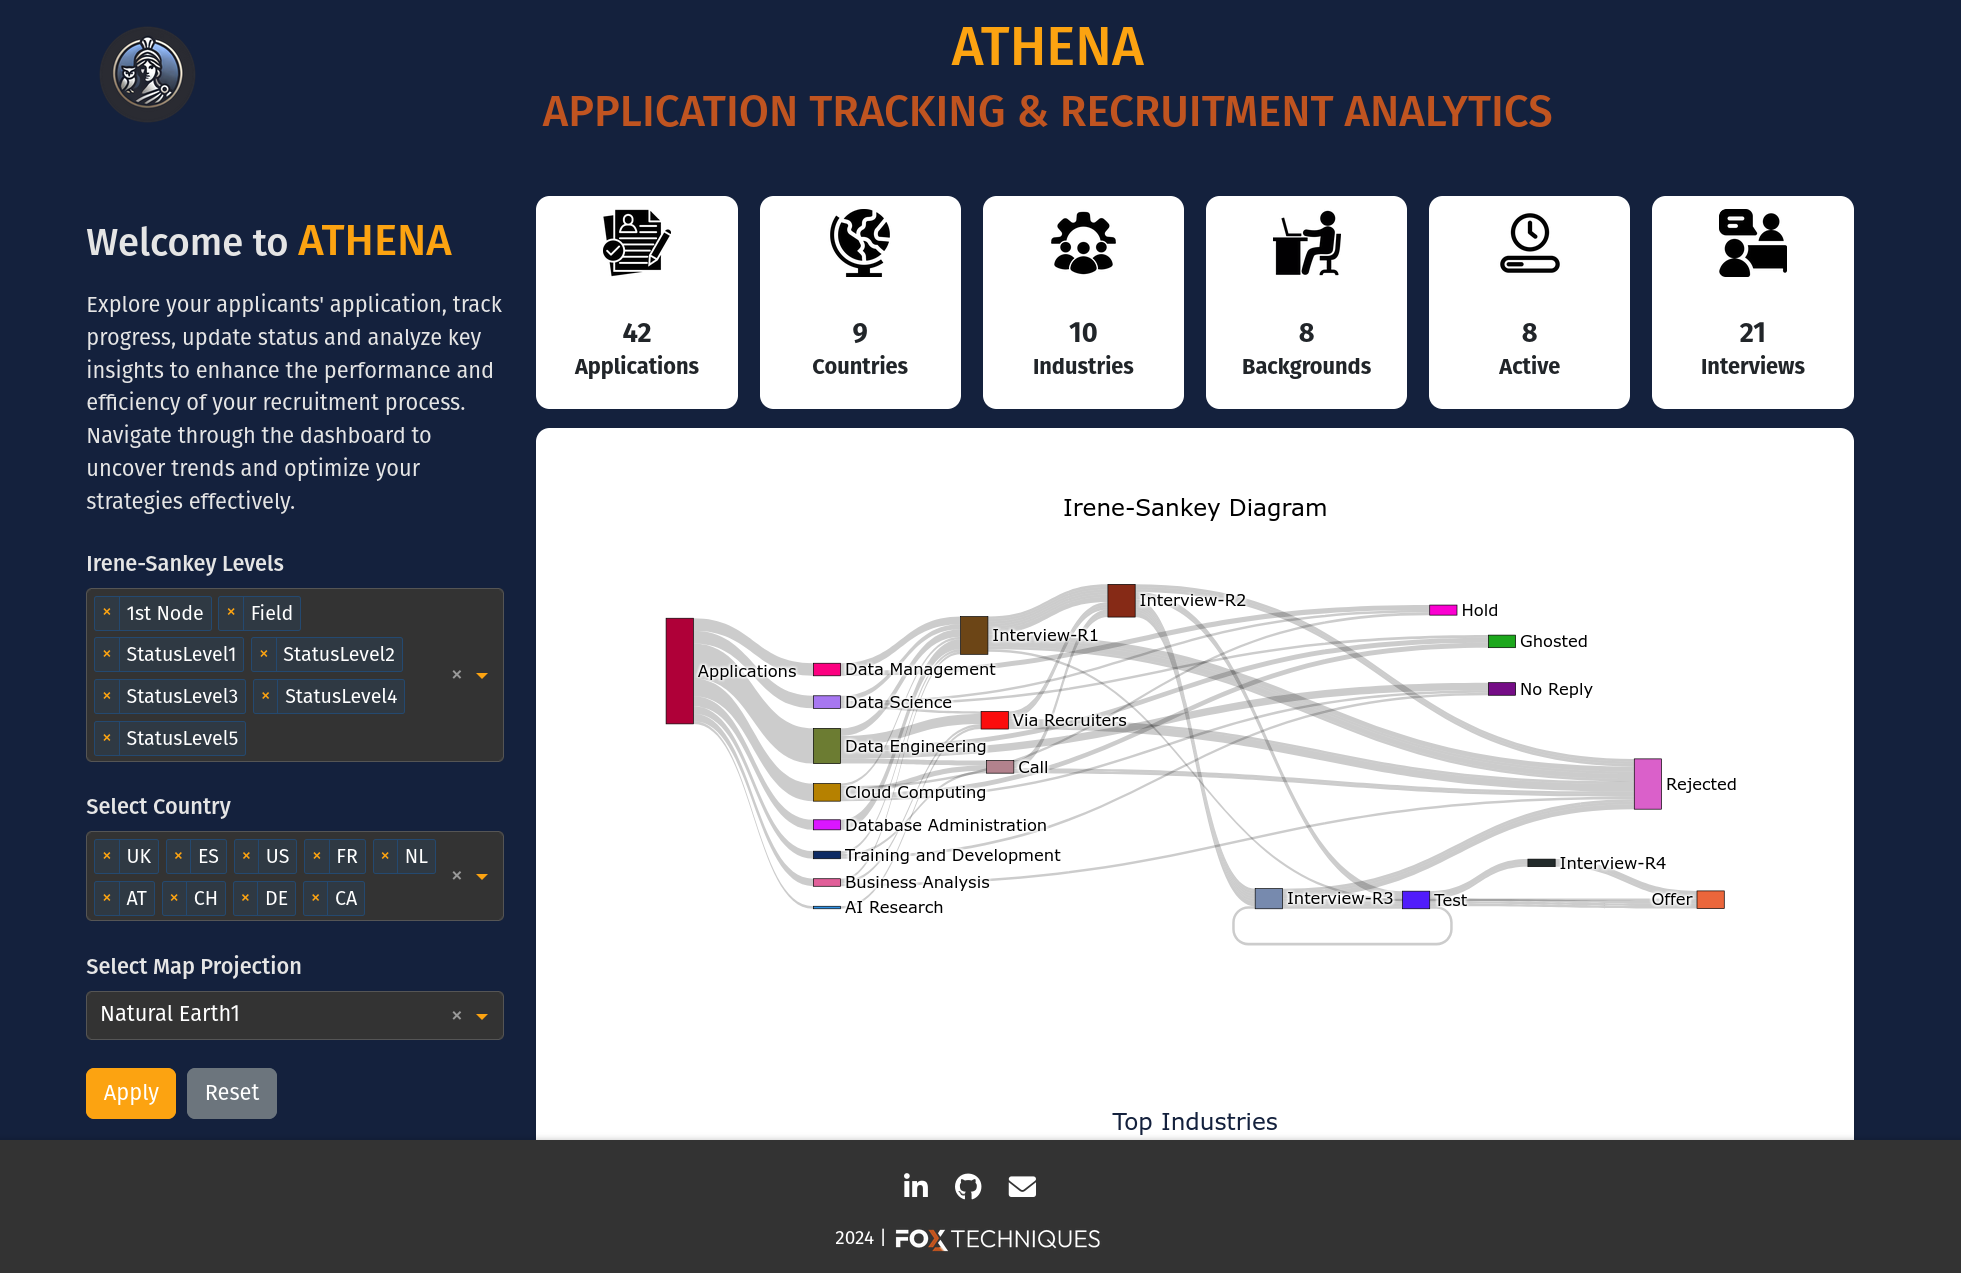 ATHENA
APPLICATION TRACKING & RECRUITMENT ANALYTICS
Welcome to ATHENA
Explore your applicants' application, track
progress, update status and analyze key
insights to enhance the performance and
efficiency of your recruitment process.
Navigate through the dashboard to
uncover trends and optimize your
strategies effectively.
Irene-Sankey Levels
× 1st Node × Field
× StatusLevel1 × StatusLevel2
× StatusLevel3 × StatusLevel4
× StatusLevel5
×
Select Country
× UK × ES × US × FR × NL
× AT × CH × DE × CA
×
Select Map Projection
Natural Earth1 ×
Apply Reset
42
Applications
9
Countries
10
Industries
8
Backgrounds
8
Active
21
Interviews
Irene-Sankey Diagram
Applications
Data Management
Data Science
Data Engineering
Cloud Computing
Database Administration
Training and Development
Business Analysis
AI Research
Interview-R1
Via Recruiters
Call
Interview-R2
Interview-R3
Test
Hold
Ghosted
No Reply
Interview-R4
Rejected
Offer
Top Industries
2024 | FOX TECHNIQUES